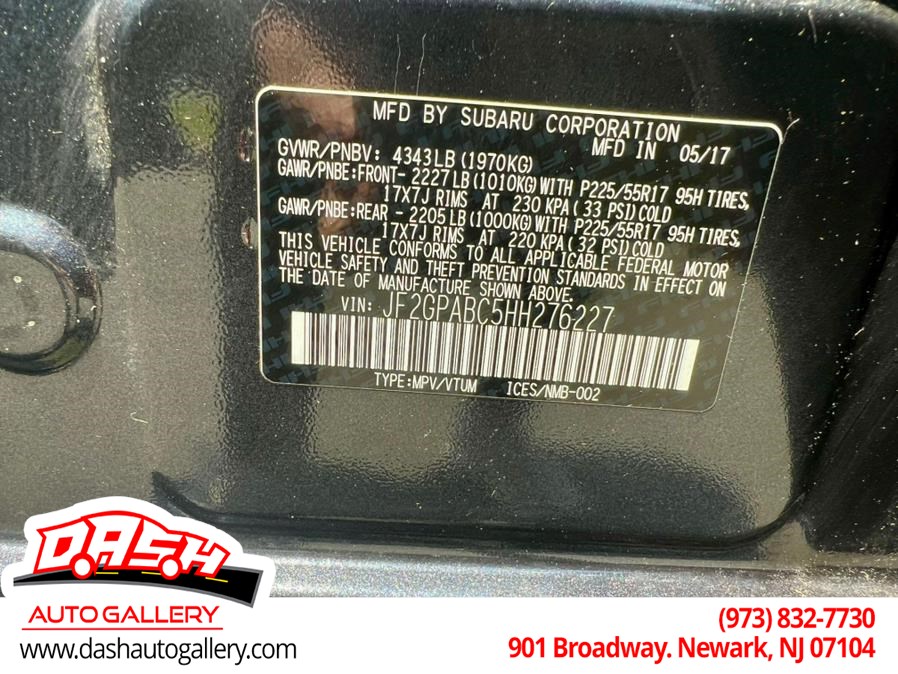 MFD BY SUBARU CORPORATION
MFD IN 05/17
GVWR/PNBV: 4343LB (1970KG)
GAWR/PNBE:FRONT- 2227LB(1010KG)WITH P225/55R17 95H TIRES,
17X7J RIMS AT 230 KPA(33 PSI)COLD
GAWR/PNBE:REAR - 2205LB(1000KG)WITH P225/55R17 95H TIRES,
17X7J RIMS AT 220 KPA(32 PSI)COLD
THIS VEHICLE CONFORMS TO ALL APPLICABLE FEDERAL MOTOR
VEHICLE SAFETY AND THEFT PREVENTION STANDARDS IN EFFECT ON
THE DATE OF MANUFACTURE SHOWN ABOVE.
VIN: JF2GPABC5HH276227
TYPE:MPV/VTUM ICES/NMB-002
DASH
AUTO GALLERY
www.dashautogallery.com
(973) 832-7730
901 Broadway. Newark, NJ 07104